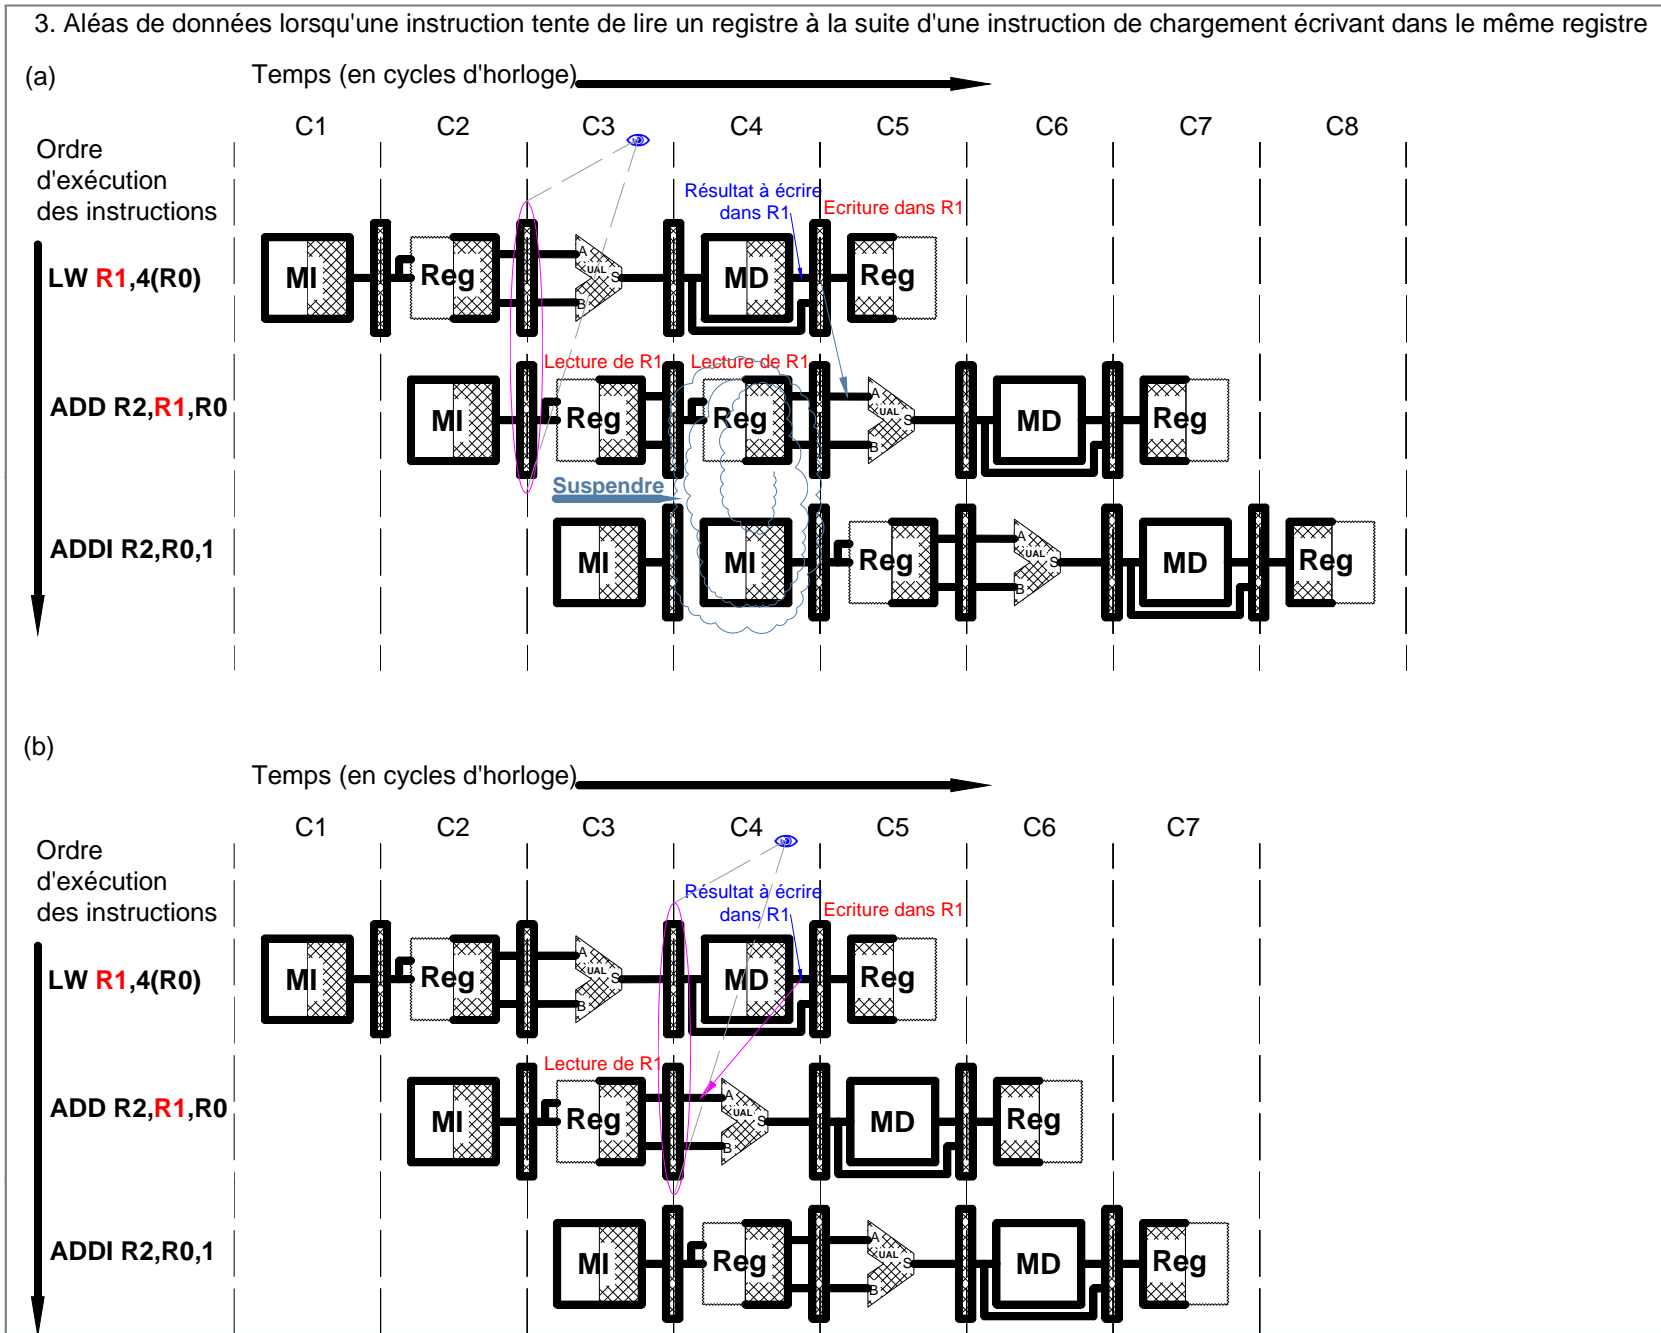 3. Aléas de données lorsqu'une instruction tente de lire un registre à la suite d'une instruction de chargement écrivant dans le même registre
(a)
Temps (en cycles d'horloge)
C1 C2 C3 C4 C5 C6 C7 C8
Ordre
d'exécution
des instructions
Résultat à écrire
dans R1
Ecriture dans R1
LW R1,4(R0)
MI Reg A UAL S B MD Reg
Lecture de R1 Lecture de R1
ADD R2,R1,R0
MI Reg Reg A UAL S B MD Reg
Suspendre
ADDI R2,R0,1
MI MI Reg A UAL S B MD Reg
(b)
Temps (en cycles d'horloge)
C1 C2 C3 C4 C5 C6 C7
Ordre
d'exécution
des instructions
Résultat à écrire
dans R1
Ecriture dans R1
LW R1,4(R0)
MI Reg A UAL S B MD Reg
Lecture de R1
ADD R2,R1,R0
MI Reg A UAL S B MD Reg
ADDI R2,R0,1
MI Reg A UAL S B MD Reg